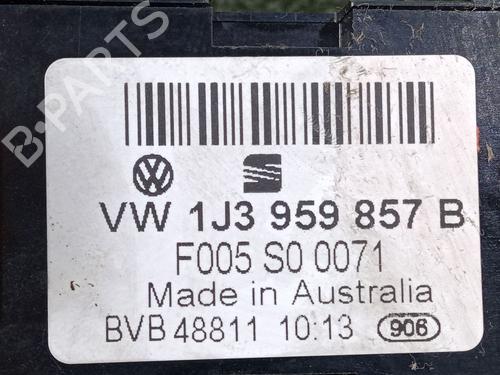 B-PARTS
VW 1J3 959 857 B
F005 S0 0071
Made in Australia
BVB 48811 10:13 906